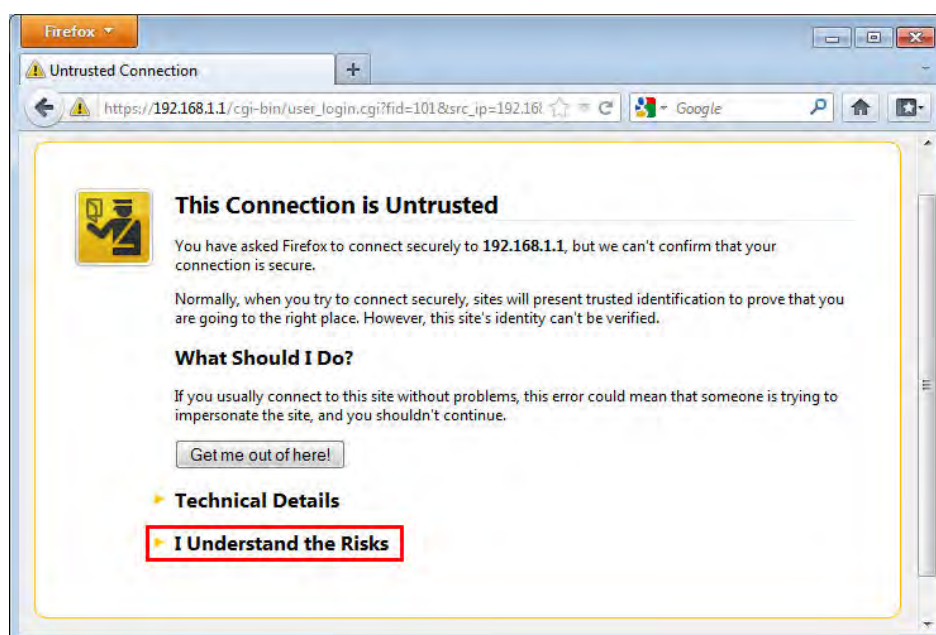 Firefox
Untrusted Connection
https://192.168.1.1/cgi-bin/user_login.cgi?fid=101&src_ip=192.168
Google
This Connection is Untrusted
You have asked Firefox to connect securely to 192.168.1.1, but we can't confirm that your
connection is secure.
Normally, when you try to connect securely, sites will present trusted identification to prove that you
are going to the right place. However, this site's identity can't be verified.
What Should I Do?
If you usually connect to this site without problems, this error could mean that someone is trying to
impersonate the site, and you shouldn't continue.
Get me out of here!
Technical Details
I Understand the Risks